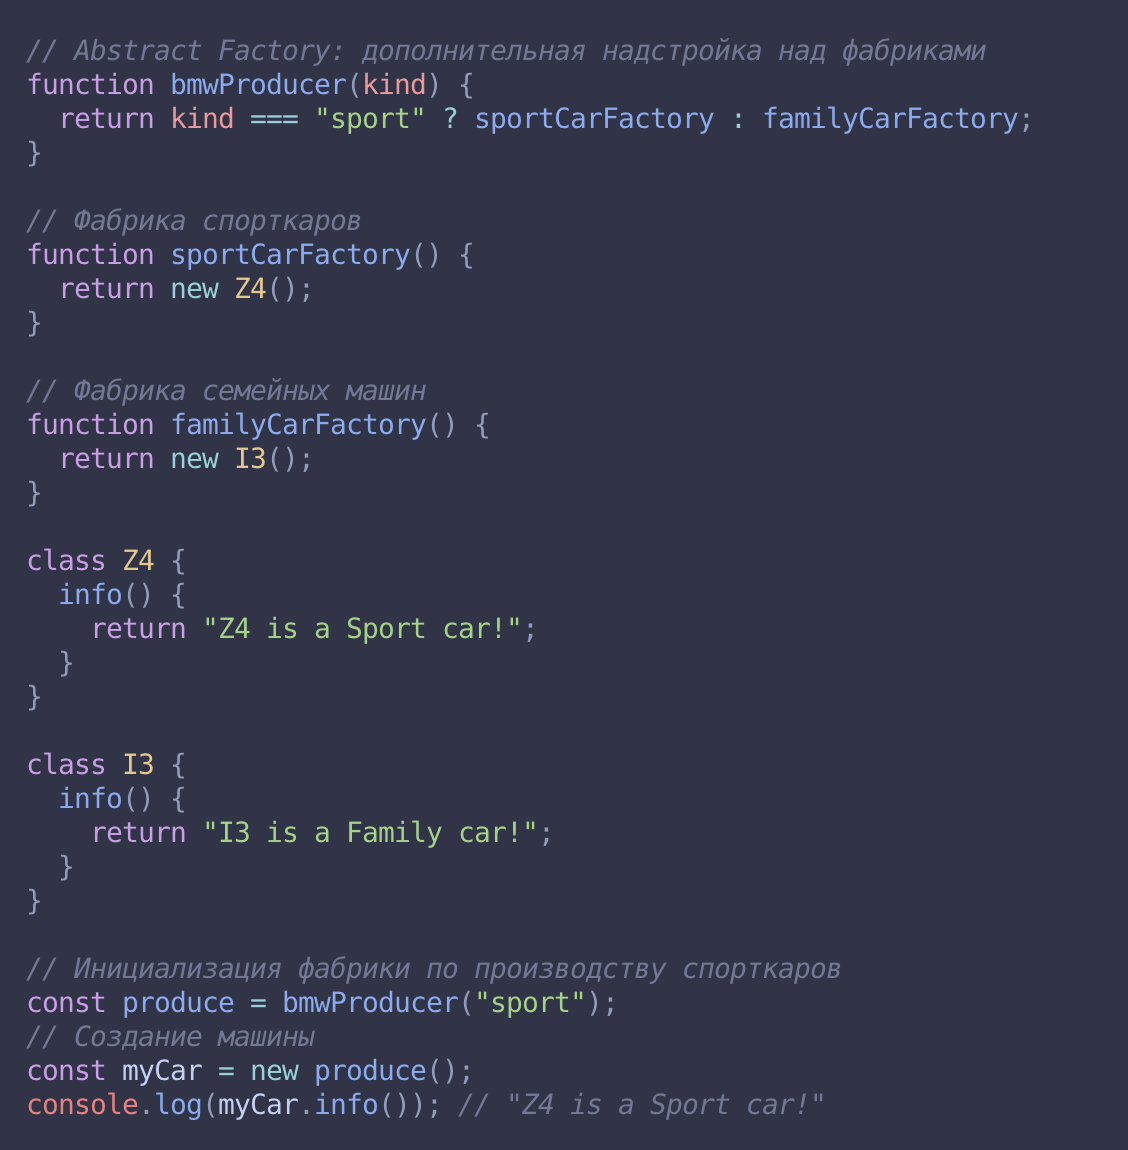 // Abstract Factory: дополнительная надстройка над фабриками
function bmwProducer(kind) {
  return kind === "sport" ? sportCarFactory : familyCarFactory;
}

// Фабрика спорткаров
function sportCarFactory() {
  return new Z4();
}

// Фабрика семейных машин
function familyCarFactory() {
  return new I3();
}

class Z4 {
  info() {
    return "Z4 is a Sport car!";
  }
}

class I3 {
  info() {
    return "I3 is a Family car!";
  }
}

// Инициализация фабрики по производству спорткаров
const produce = bmwProducer("sport");
// Создание машины
const myCar = new produce();
console.log(myCar.info()); // "Z4 is a Sport car!"